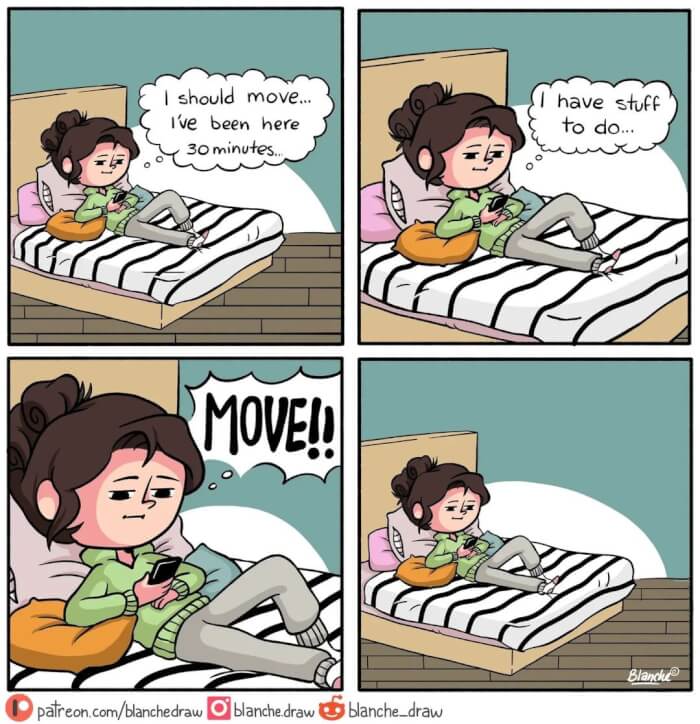 I should move...
I've been here
30 minutes...
I have stuff
to do...
MOVE!!
Blanche©
patreon.com/blanchedraw blanche.draw blanche_draw